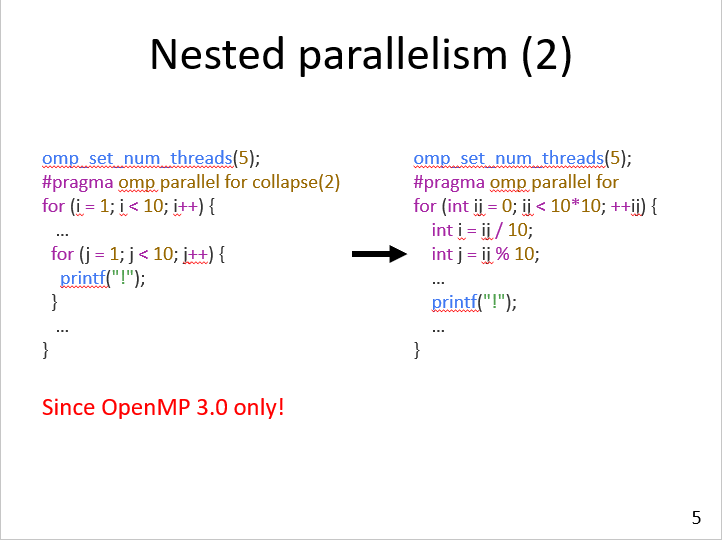 Nested parallelism (2)
omp_set_num_threads(5);
#pragma omp parallel for collapse(2)
for (i = 1; i < 10; i++) {
...
for (j = 1; j < 10; j++) {
printf("!");
}
...
}
omp_set_num_threads(5);
#pragma omp parallel for
for (int ij = 0; ij < 10*10; ++ij) {
int i = ij / 10;
int j = ij % 10;
...
printf("!");
...
}
Since OpenMP 3.0 only!
5